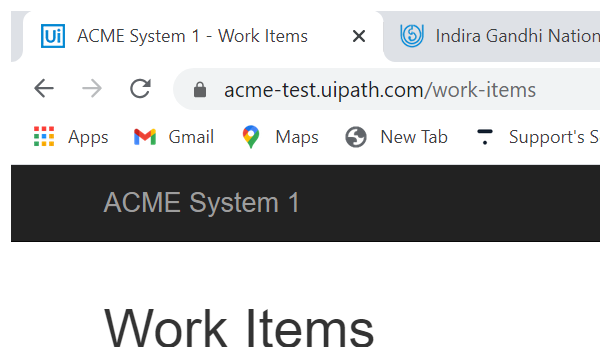 Ui ACME System 1 - Work Items Indira Gandhi Nation
acme-test.uipath.com/work-items
Apps Gmail Maps New Tab Support's S
ACME System 1
Work Items